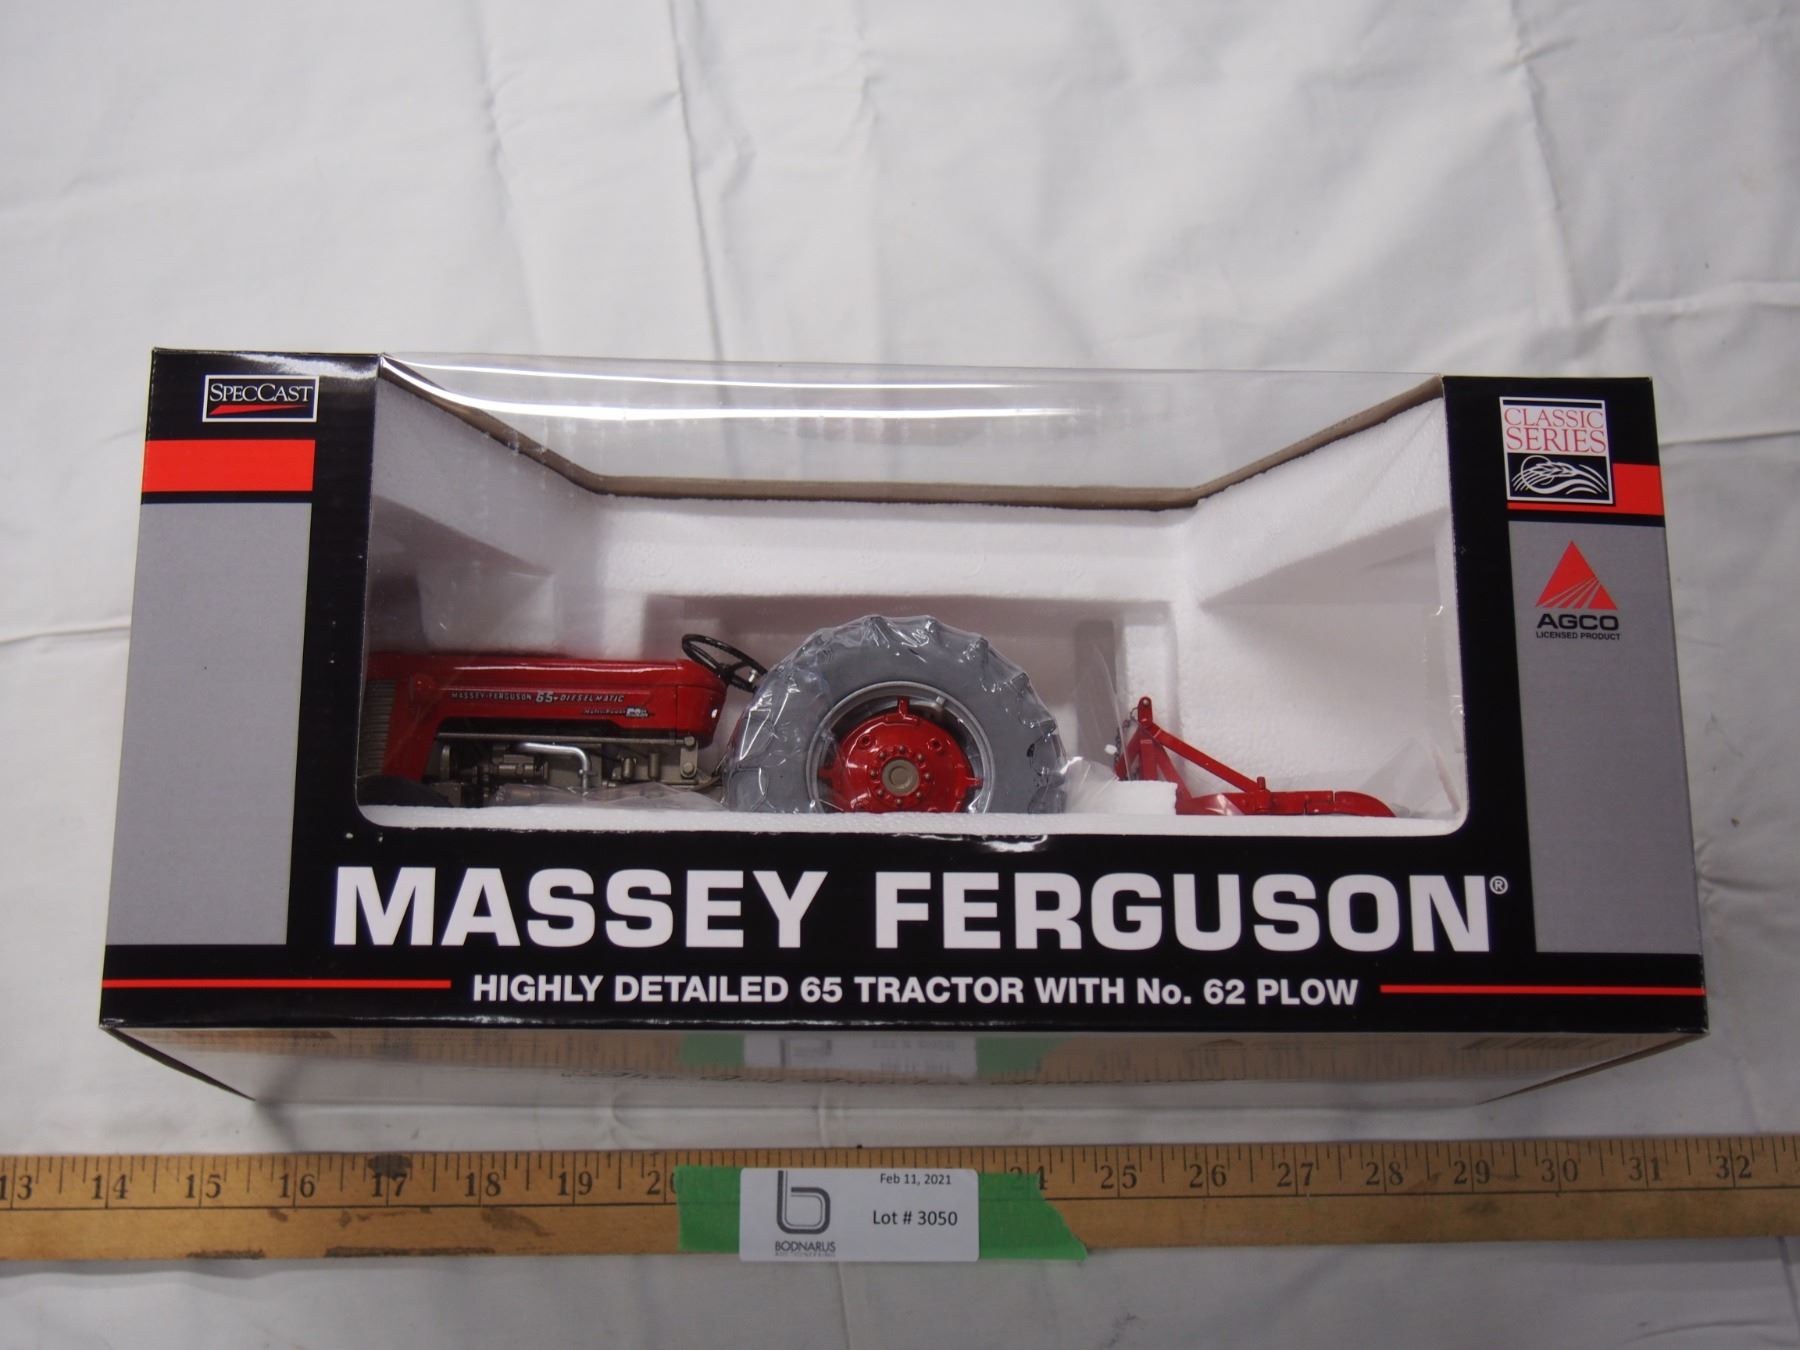 SPECCAST
CLASSIC
SERIES
AGCO
LICENSED PRODUCT
MASSEY-FERGUSON 65 DIESELMATIC
MASSEY FERGUSON®
HIGHLY DETAILED 65 TRACTOR WITH No. 62 PLOW
13 14 15 16 17 18 19 20 24 25 26 27 28 29 30 31 32
Feb 11, 2021
Lot # 3050
BODNARUS
AUCTIONEERING